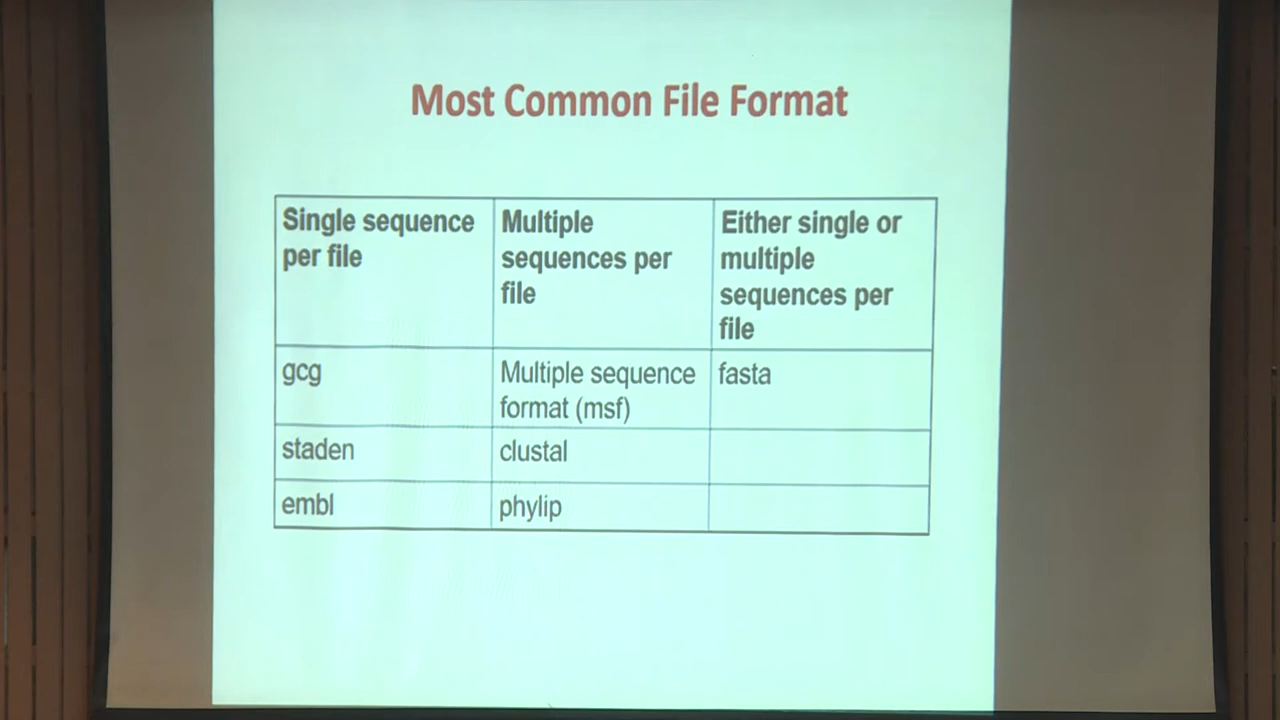 Most Common File Format
Single sequence
per file
Multiple
sequences per
file
Either single or
multiple
sequences per
file
gcg
Multiple sequence
format (msf)
fasta
staden
clustal
embl
phylip